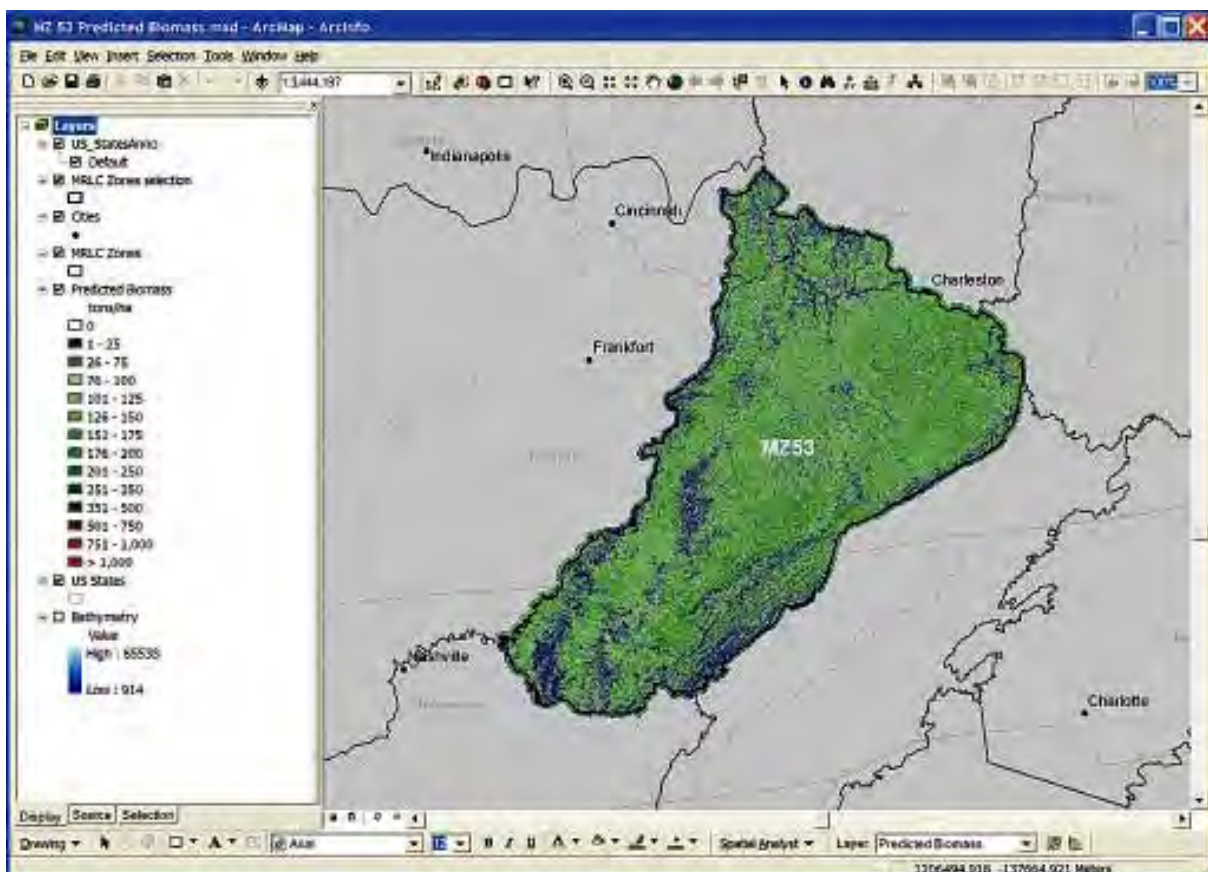 MZ 53 Predicted Biomass.mxd - ArcMap - ArcInfo
File Edit View Insert Selection Tools Window Help
Layers
US_StatesAnno
Default
MRLC Zones selection
Cities
MRLC Zones
Predicted Biomass
tons/ha
0
1 - 25
26 - 75
76 - 100
101 - 125
126 - 150
152 - 175
176 - 200
201 - 250
251 - 350
351 - 500
501 - 750
751 - 1,000
> 1,000
US States
Bathymetry
Value
High : 65535
Low : 914
Indianapolis
Cincinnati
Charleston
Frankfort
MZ53
Nashville
Charlotte
Display Source Selection
Drawing
A
Arial
B I U A
Spatial Analyst
Layer: Predicted Biomass
Meters